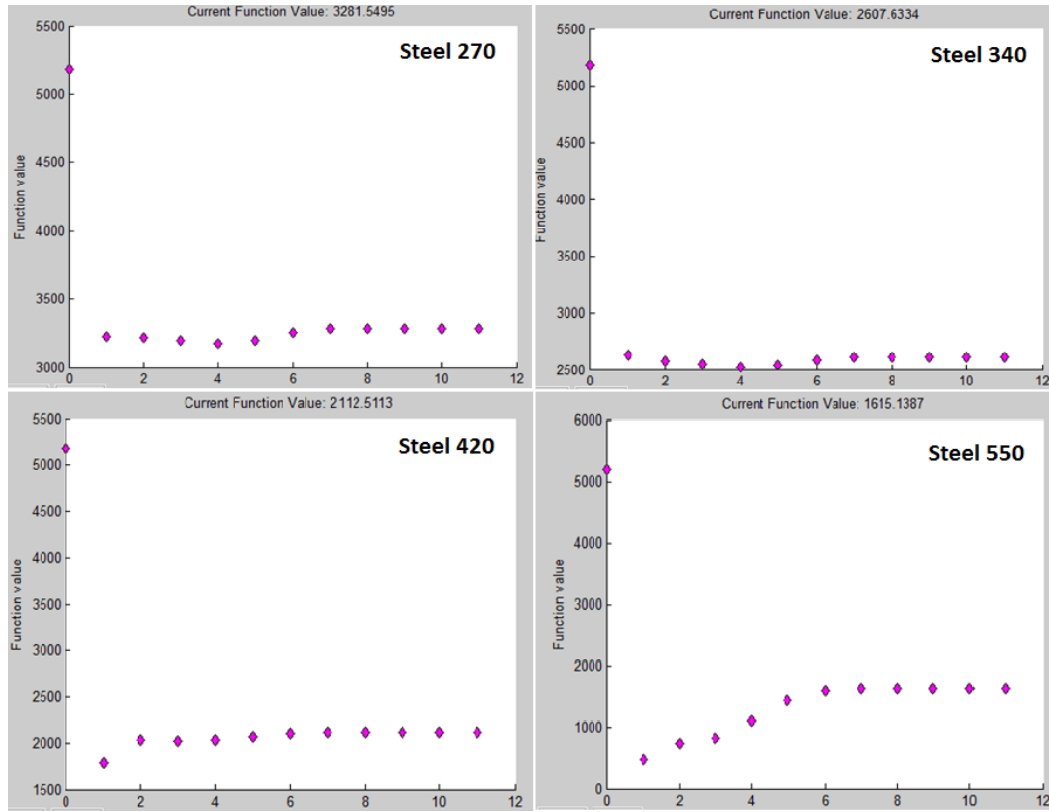 Current Function Value: 3281.5495
Steel 270
Function value
5500
5000
4500
4000
3500
3000
0 2 4 6 8 10 12
Current Function Value: 2607.6334
Steel 340
Function value
5500
5000
4500
4000
3500
3000
2500
0 2 4 6 8 10 12
Current Function Value: 2112.5113
Steel 420
Function value
5500
5000
4500
4000
3500
3000
2500
2000
1500
0 2 4 6 8 10 12
Current Function Value: 1615.1387
Steel 550
Function value
6000
5000
4000
3000
2000
1000
0
0 2 4 6 8 10 12